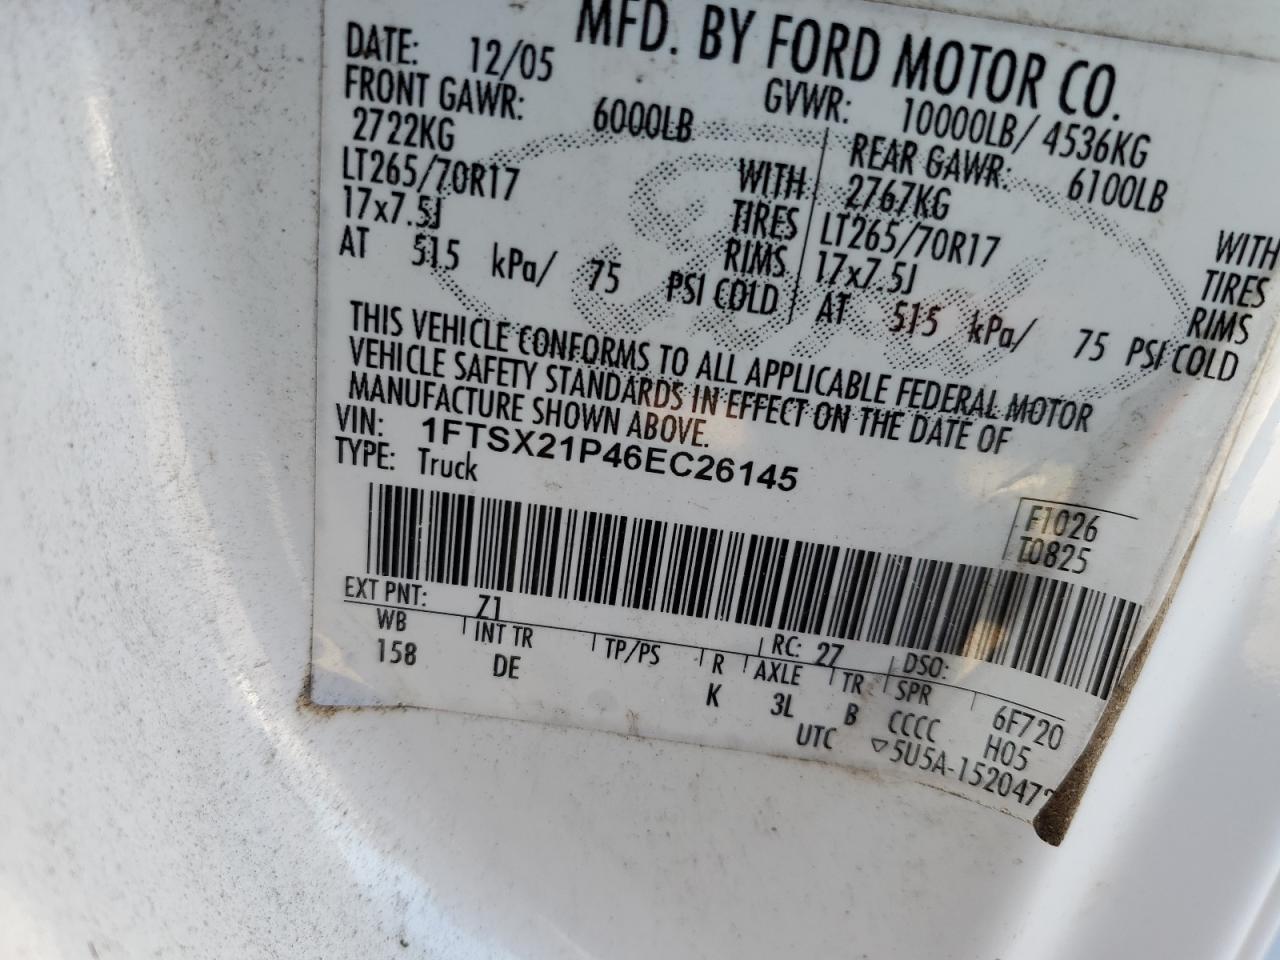 MFD. BY FORD MOTOR CO.
DATE: 12/05 GVWR: 10000LB/ 4536KG
FRONT GAWR: 6000LB REAR GAWR: 6100LB
2722KG WITH 2767KG WITH
LT265/70R17 TIRES LT265/70R17 TIRES
17x7.5J RIMS 17x7.5J RIMS
AT 515 kPa/ 75 PSI COLD AT 515 kPa/ 75 PSI COLD
THIS VEHICLE CONFORMS TO ALL APPLICABLE FEDERAL MOTOR
VEHICLE SAFETY STANDARDS IN EFFECT ON THE DATE OF
MANUFACTURE SHOWN ABOVE.
VIN: 1FTSX21P46EC26145
TYPE: Truck
F1026
T0825
EXT PNT: Z1 RC: 27 DSO:
WB INT TR TP/PS R AXLE TR SPR 6F720
158 DE K 3L B CCCC H05
UTC ▽5U5A-1520472